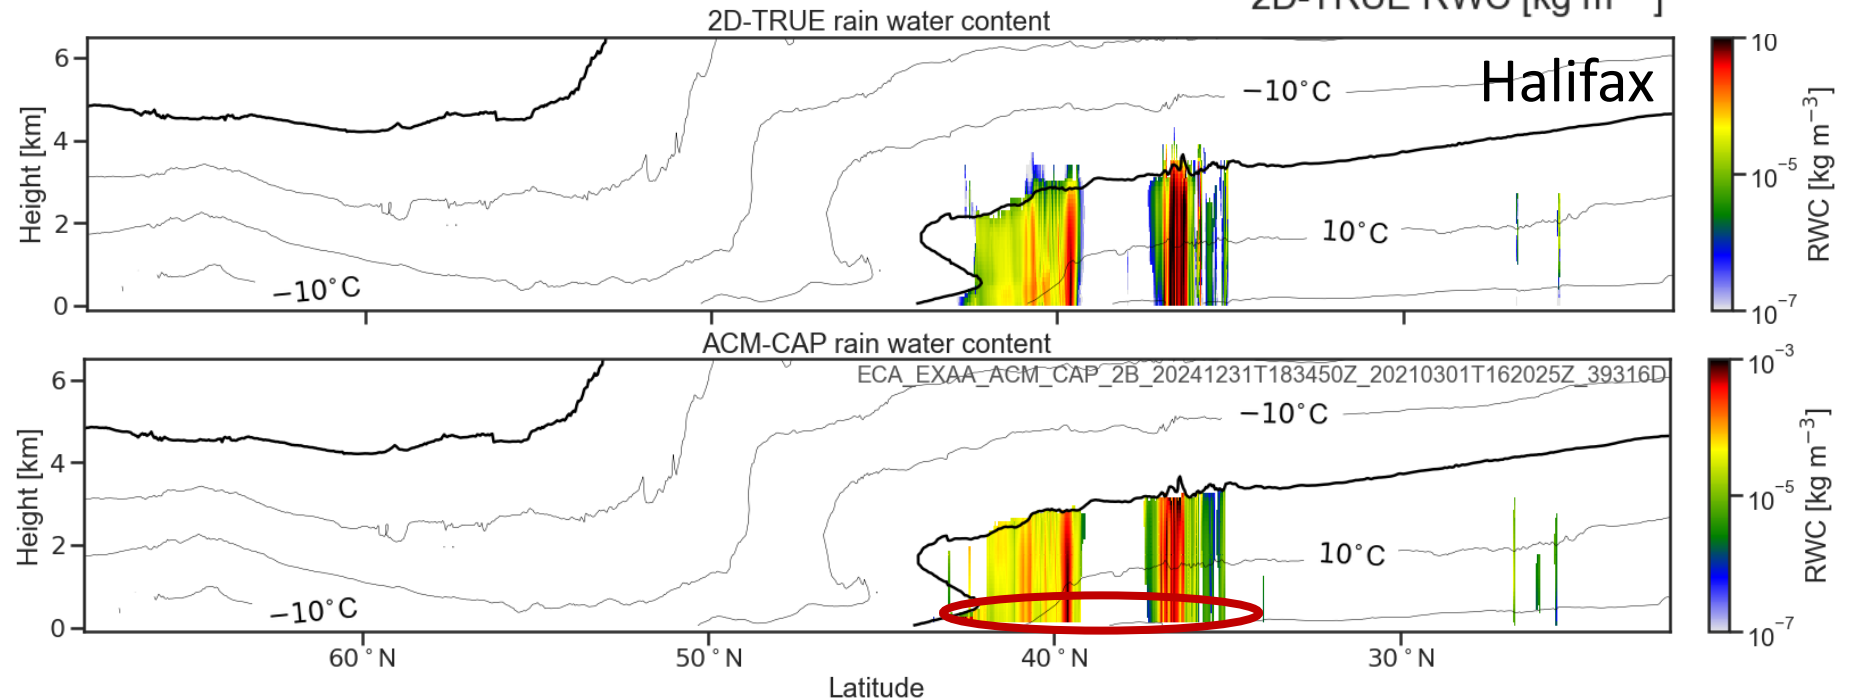 2D-TRUE RWC [kg m ]
2D-TRUE rain water content
Halifax
−10°C
10°C
−10°C
6
4
2
0
Height [km]
10
10⁻⁵
10⁻⁷
RWC [kg m⁻³]
ACM-CAP rain water content
ECA_EXAA_ACM_CAP_2B_20241231T183450Z_20210301T162025Z_39316D
−10°C
10°C
−10°C
6
4
2
0
Height [km]
10⁻³
10⁻⁵
10⁻⁷
RWC [kg m⁻³]
60°N 50°N 40°N 30°N
Latitude